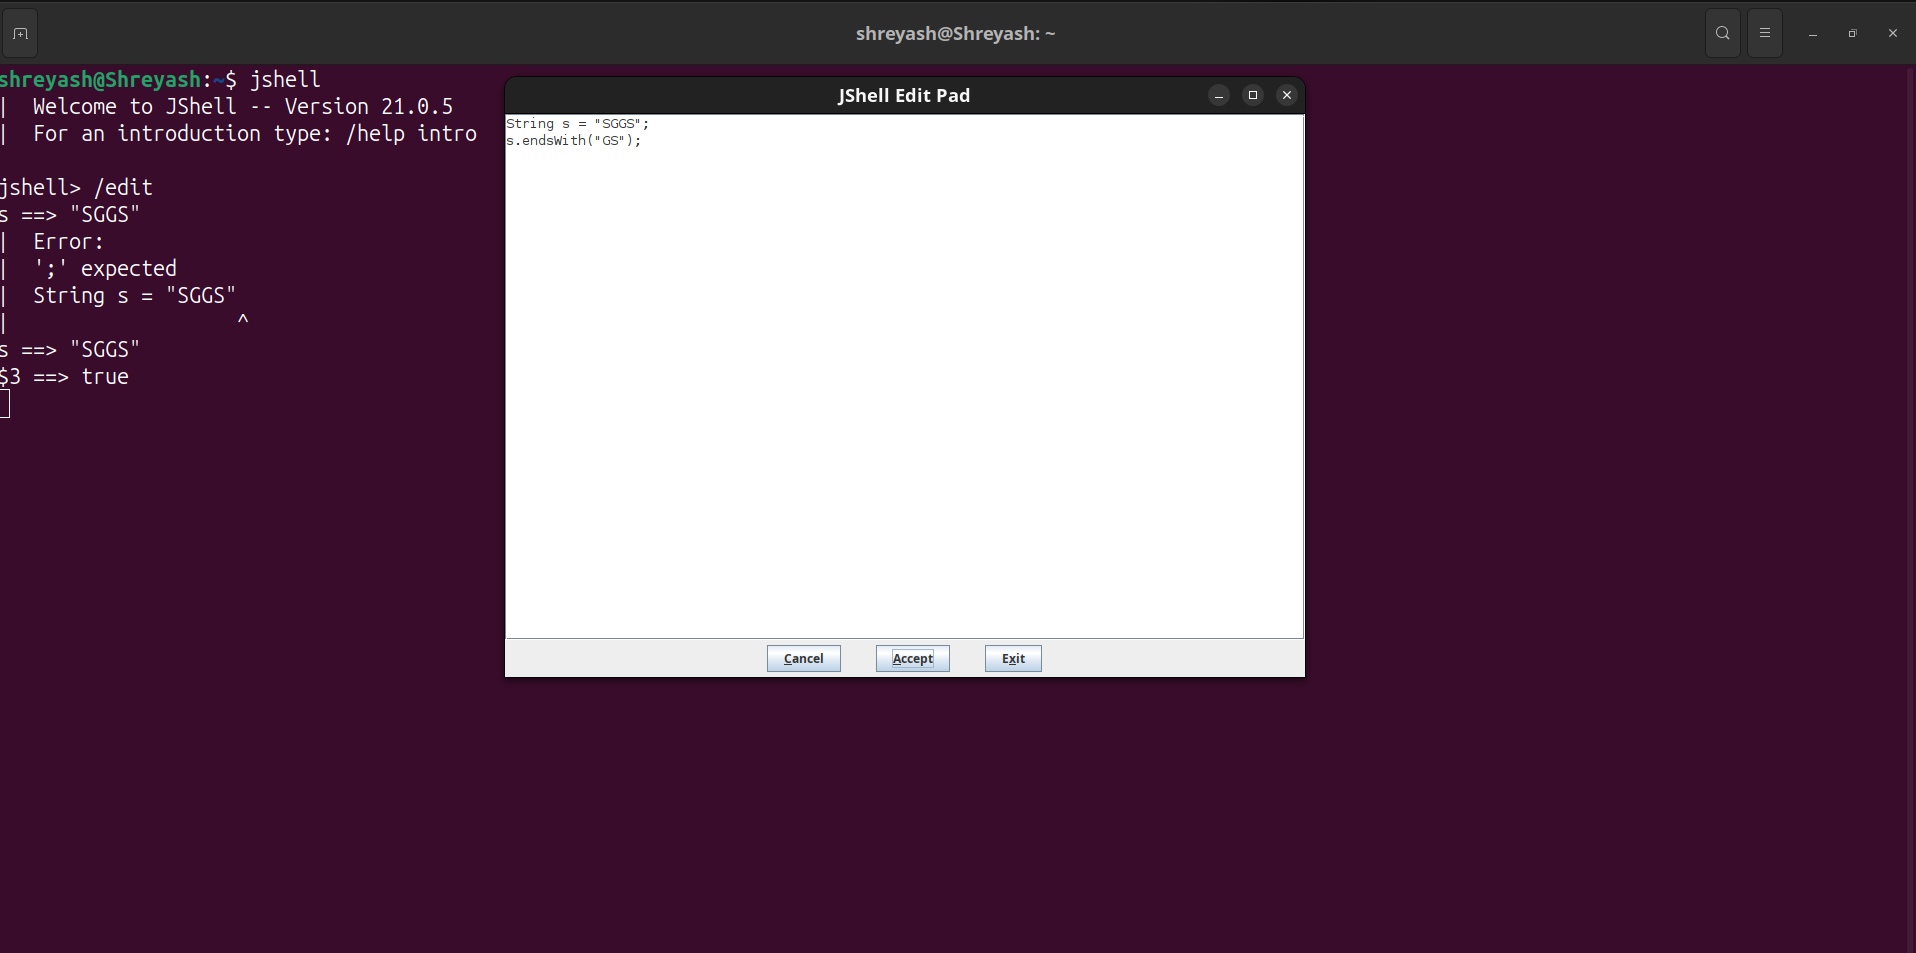 shreyash@Shreyash: ~
shreyash@Shreyash:~$ jshell
|  Welcome to JShell -- Version 21.0.5
|  For an introduction type: /help intro
jshell> /edit
s ==> "SGGS"
|  Error:
|  ';' expected
|  String s = "SGGS"
|                  ^
s ==> "SGGS"
$3 ==> true
JShell Edit Pad
String s = "SGGS";
s.endsWith("GS");
Cancel
Accept
Exit